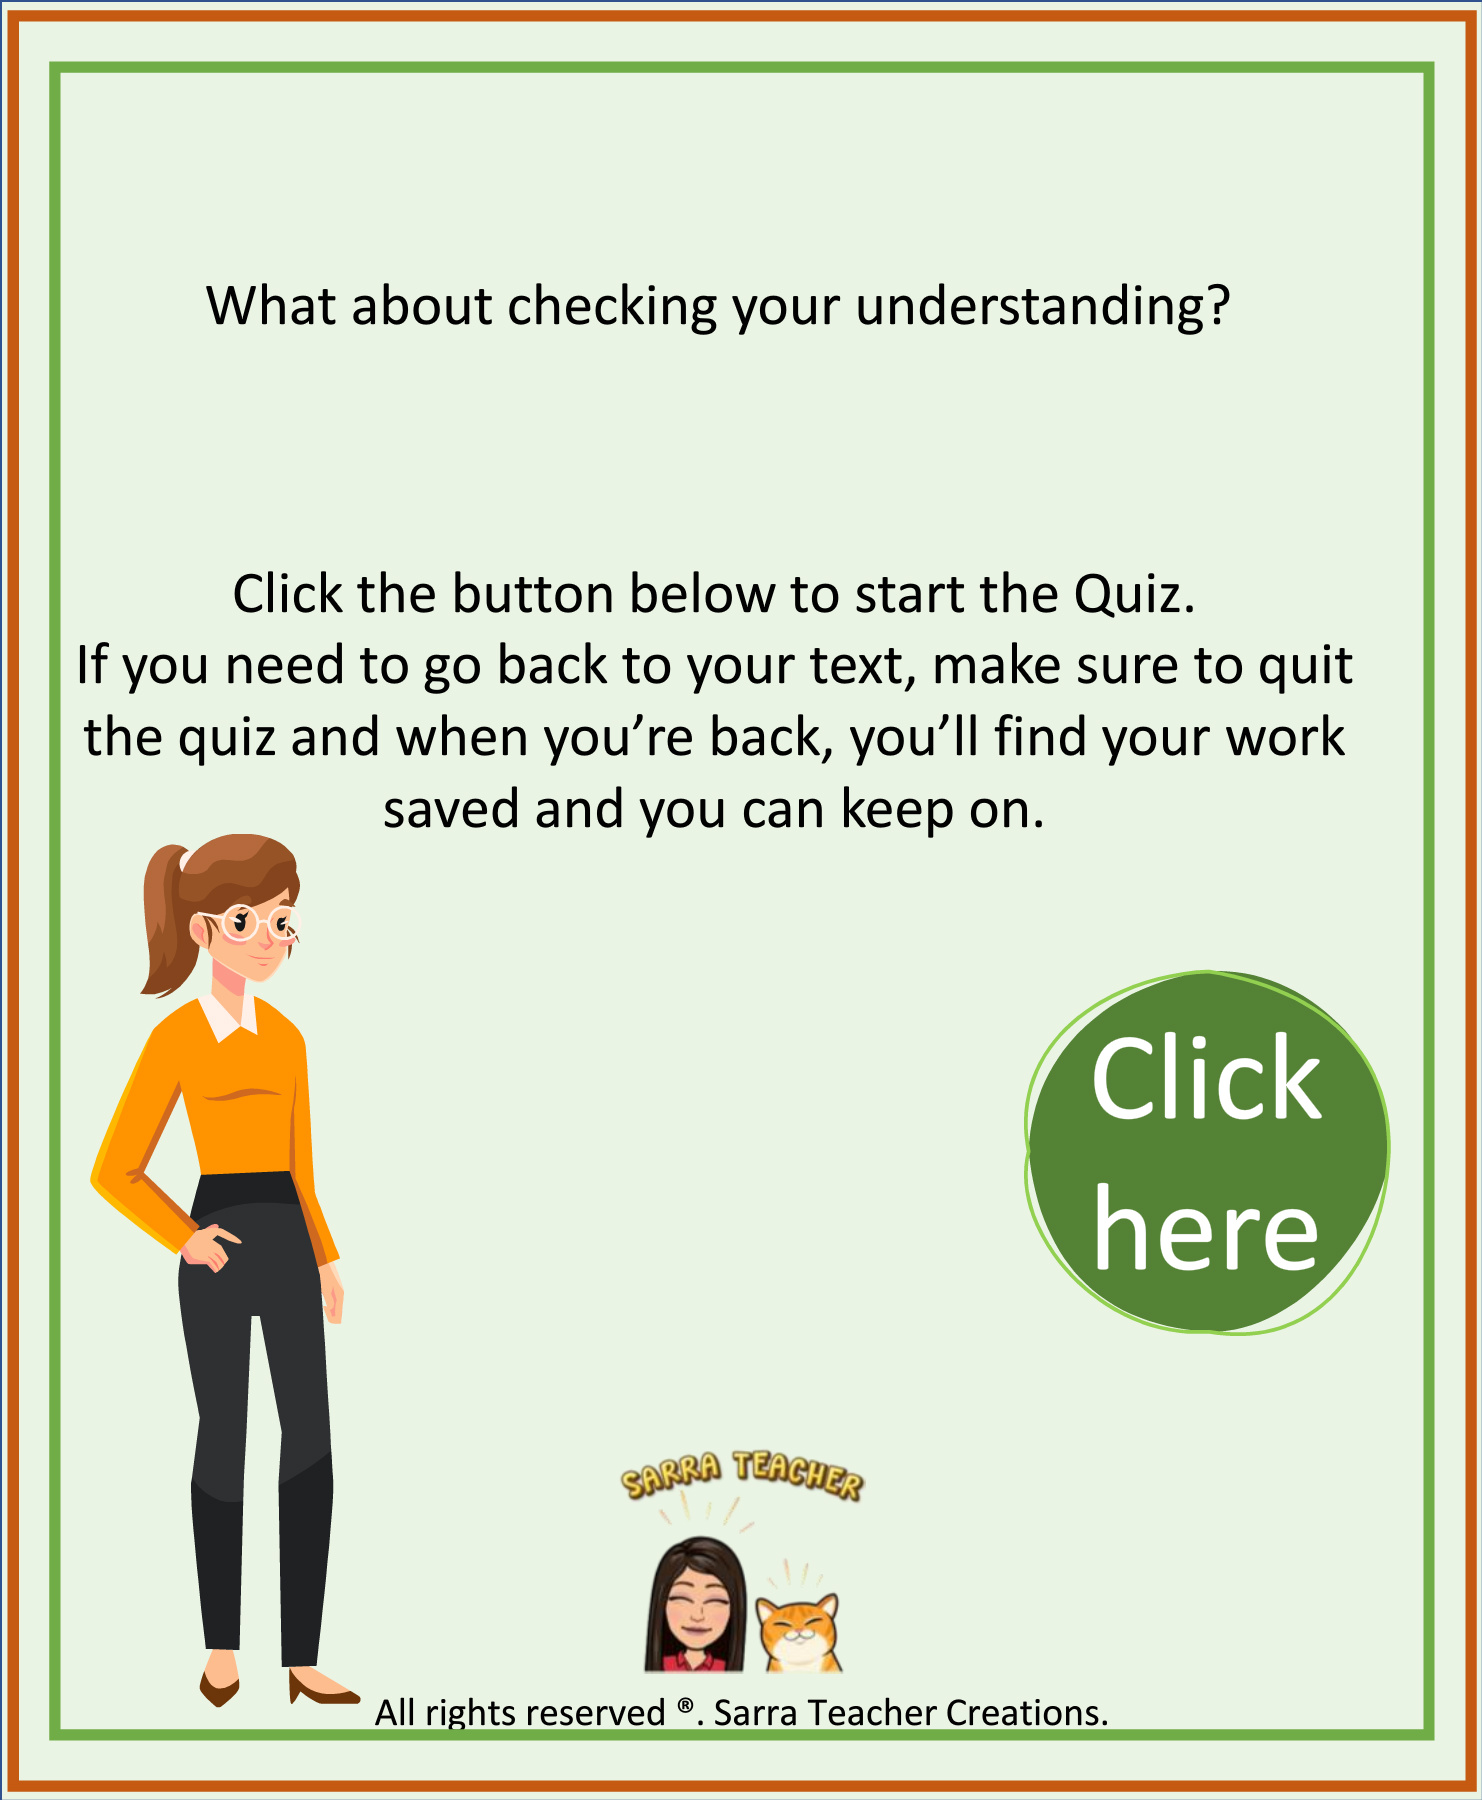 What about checking your understanding?
Click the button below to start the Quiz.
If you need to go back to your text, make sure to quit
the quiz and when you’re back, you’ll find your work
saved and you can keep on.
Click
here
SARRA TEACHER
All rights reserved ®. Sarra Teacher Creations.